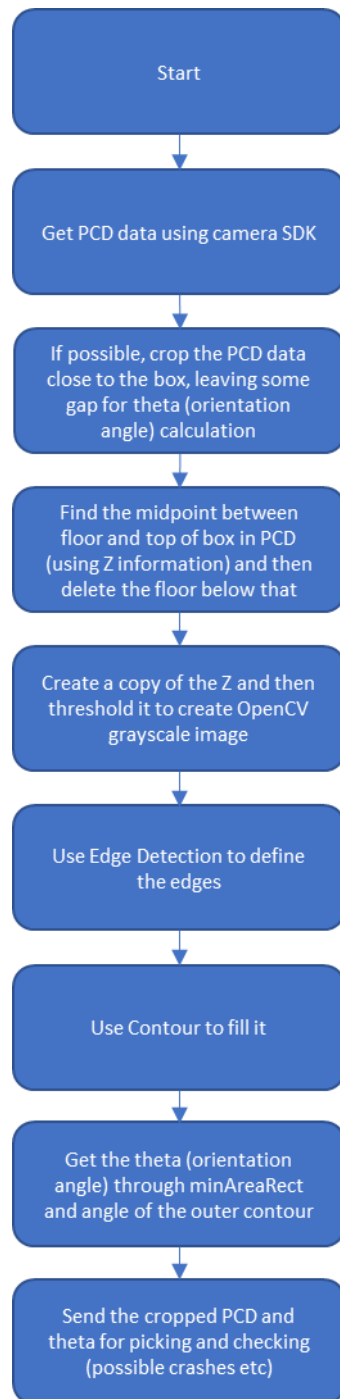 Start
Get PCD data using camera SDK
If possible, crop the PCD data
close to the box, leaving some
gap for theta (orientation
angle) calculation
Find the midpoint between
floor and top of box in PCD
(using Z information) and then
delete the floor below that
Create a copy of the Z and then
threshold it to create OpenCV
grayscale image
Use Edge Detection to define
the edges
Use Contour to fill it
Get the theta (orientation
angle) through minAreaRect
and angle of the outer contour
Send the cropped PCD and
theta for picking and checking
(possible crashes etc)